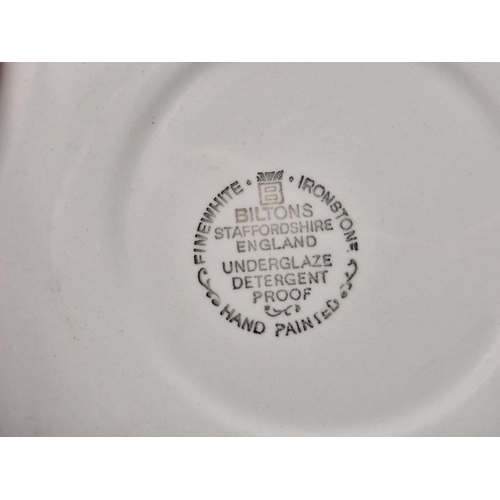 FINEWHITE • IRONSTONE
B
BILTONS
STAFFORDSHIRE
ENGLAND
UNDERGLAZE
DETERGENT
PROOF
HAND PAINTED